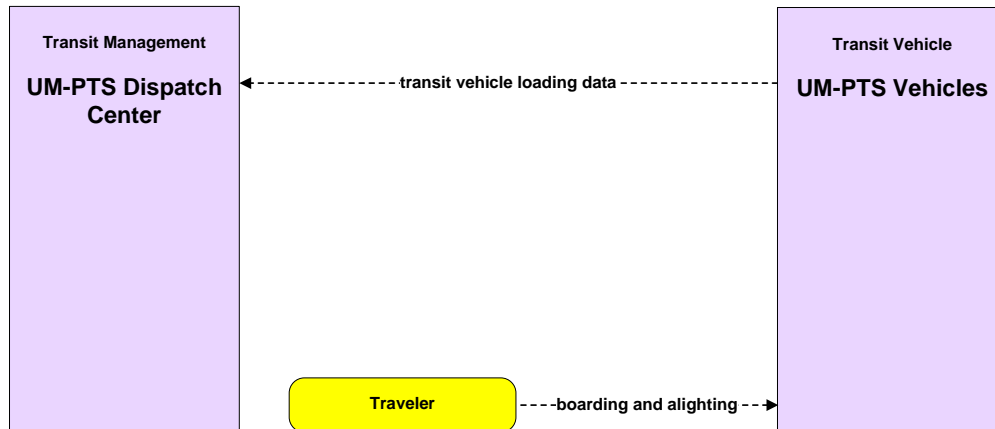 Transit Management
UM-PTS Dispatch
Center
transit vehicle loading data
Transit Vehicle
UM-PTS Vehicles
Traveler
boarding and alighting